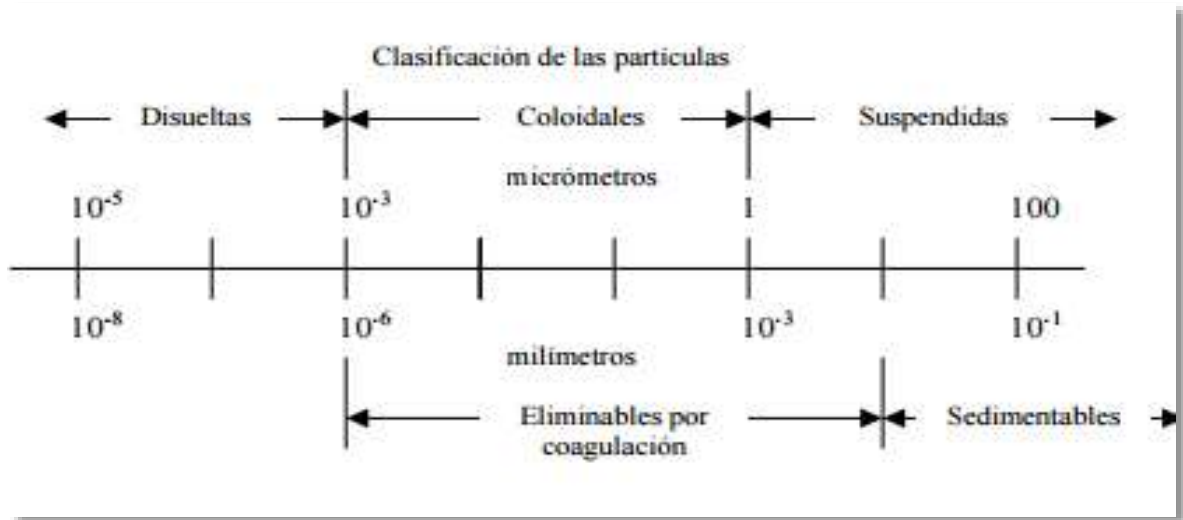 Clasificación de las partículas
Disueltas Coloidales Suspendidas
micrómetros
10⁻⁵ 10⁻³ 1 100
10⁻⁸ 10⁻⁶ 10⁻³ 10⁻¹
milímetros
Eliminables por Sedimentables
coagulación